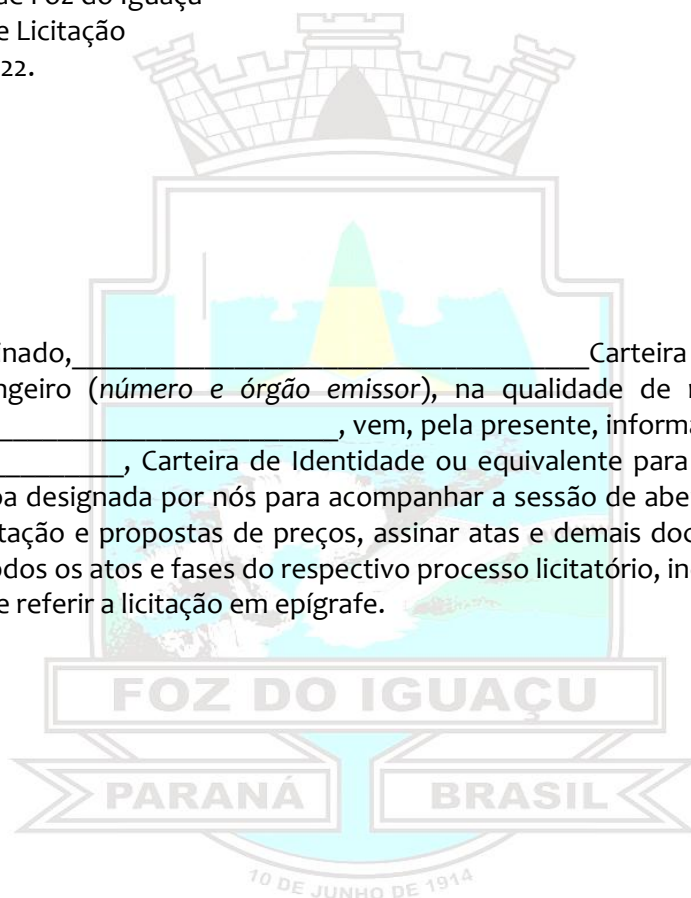 de Foz do Iguaçu
e Licitação
22.
inado,___________________________________Carteira
ngeiro (número e órgão emissor), na qualidade de r
_______________________, vem, pela presente, informa
_________, Carteira de Identidade ou equivalente para
oa designada por nós para acompanhar a sessão de abe
tação e propostas de preços, assinar atas e demais doc
odos os atos e fases do respectivo processo licitatório, in
e referir a licitação em epígrafe.
FOZ DO IGUAÇU
PARANÁ BRASIL
10 DE JUNHO DE 1914